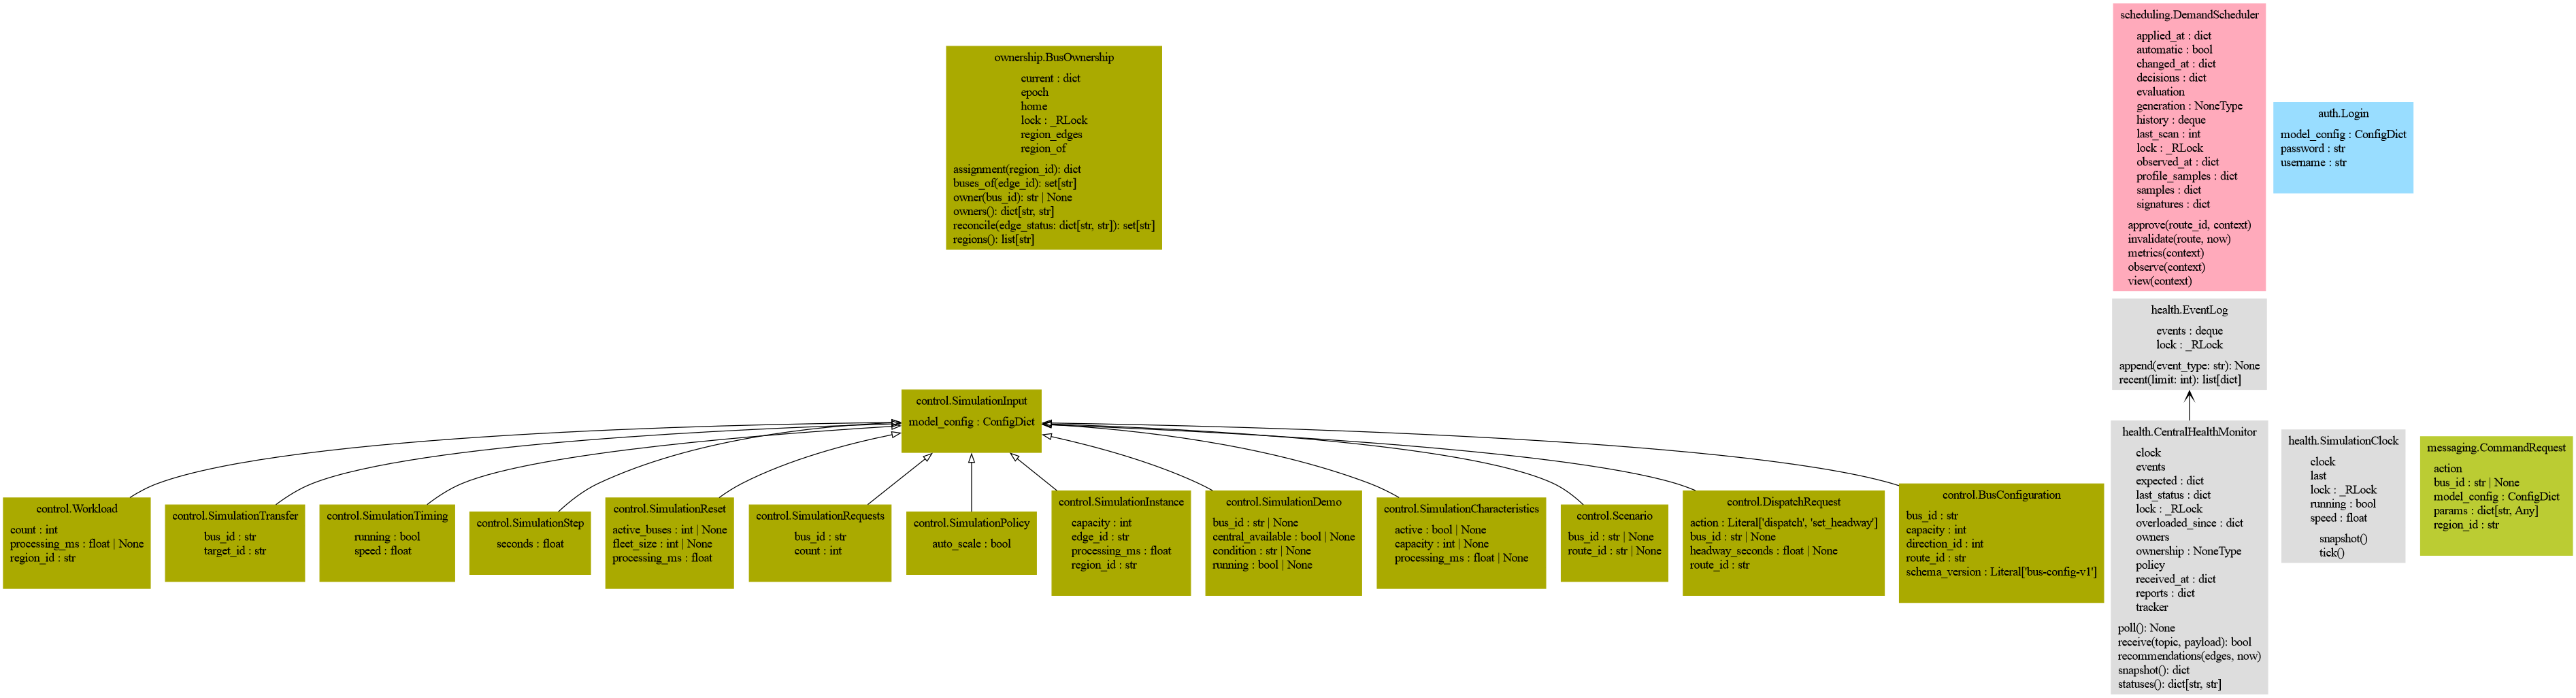 scheduling.DemandScheduler
applied_at : dict
automatic : bool
changed_at : dict
decisions : dict
evaluation
generation : NoneType
history : deque
last_scan : int
lock : _RLock
observed_at : dict
profile_samples : dict
samples : dict
signatures : dict
approve(route_id, context)
invalidate(route, now)
metrics(context)
observe(context)
view(context)
ownership.BusOwnership
current : dict
epoch
home
lock : _RLock
region_edges
region_of
assignment(region_id): dict
buses_of(edge_id): set[str]
owner(bus_id): str | None
owners(): dict[str, str]
reconcile(edge_status: dict[str, str]): set[str]
regions(): list[str]
auth.Login
model_config : ConfigDict
password : str
username : str
health.EventLog
events : deque
lock : _RLock
append(event_type: str): None
recent(limit: int): list[dict]
control.SimulationInput
model_config : ConfigDict
control.Workload
count : int
processing_ms : float | None
region_id : str
control.SimulationTransfer
bus_id : str
target_id : str
control.SimulationTiming
running : bool
speed : float
control.SimulationStep
seconds : float
control.SimulationReset
active_buses : int | None
fleet_size : int | None
processing_ms : float
control.SimulationRequests
bus_id : str
count : int
control.SimulationPolicy
auto_scale : bool
control.SimulationInstance
capacity : int
edge_id : str
processing_ms : float
region_id : str
control.SimulationDemo
bus_id : str | None
central_available : bool | None
condition : str | None
running : bool | None
control.SimulationCharacteristics
active : bool | None
capacity : int | None
processing_ms : float | None
control.Scenario
bus_id : str | None
route_id : str | None
control.DispatchRequest
action : Literal['dispatch', 'set_headway']
bus_id : str | None
headway_seconds : float | None
route_id : str
control.BusConfiguration
bus_id : str
capacity : int
direction_id : int
route_id : str
schema_version : Literal['bus-config-v1']
health.CentralHealthMonitor
clock
events
expected : dict
last_status : dict
lock : _RLock
overloaded_since : dict
owners
ownership : NoneType
policy
received_at : dict
reports : dict
tracker
poll(): None
receive(topic, payload): bool
recommendations(edges, now)
snapshot(): dict
statuses(): dict[str, str]
health.SimulationClock
clock
last
lock : _RLock
running : bool
speed : float
snapshot()
tick()
messaging.CommandRequest
action
bus_id : str | None
model_config : ConfigDict
params : dict[str, Any]
region_id : str